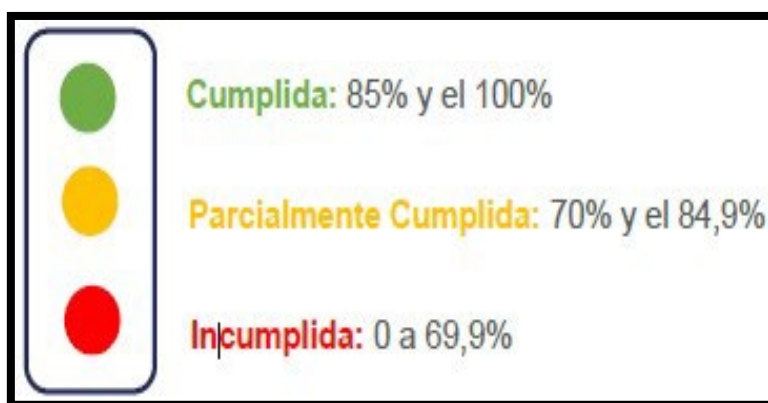 Cumplida: 85% y el 100%
Parcialmente Cumplida: 70% y el 84,9%
Incumplida: 0 a 69,9%